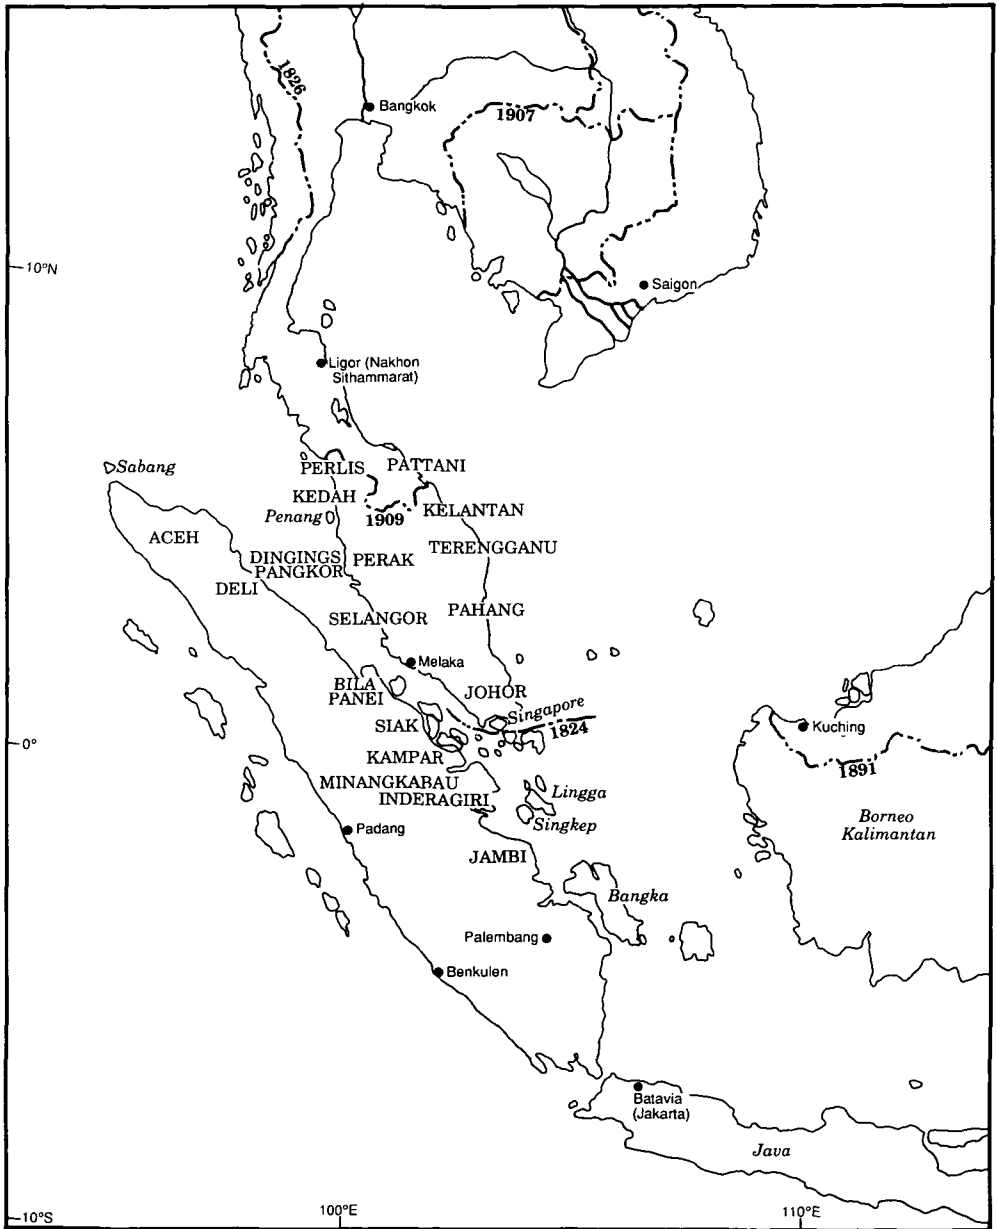 1826
Bangkok
1907
10°N
Saigon
Ligor (Nakhon
Sithammarat)
Sabang
PERLIS
PATTANI
KEDAH
Penang
1909
KELANTAN
ACEH
TERENGGANU
DINGINGS
PANGKOR
PERAK
DELI
SELANGOR
PAHANG
Melaka
BILA
PANEI
JOHOR
Singapore
SIAK
1824
Kuching
0°
KAMPAR
1891
MINANGKABAU
INDERAGIRI
Lingga
Singkep
Borneo
Kalimantan
Padang
JAMBI
Bangka
Palembang
Benkulen
Batavia
(Jakarta)
Java
10°S
100°E
110°E